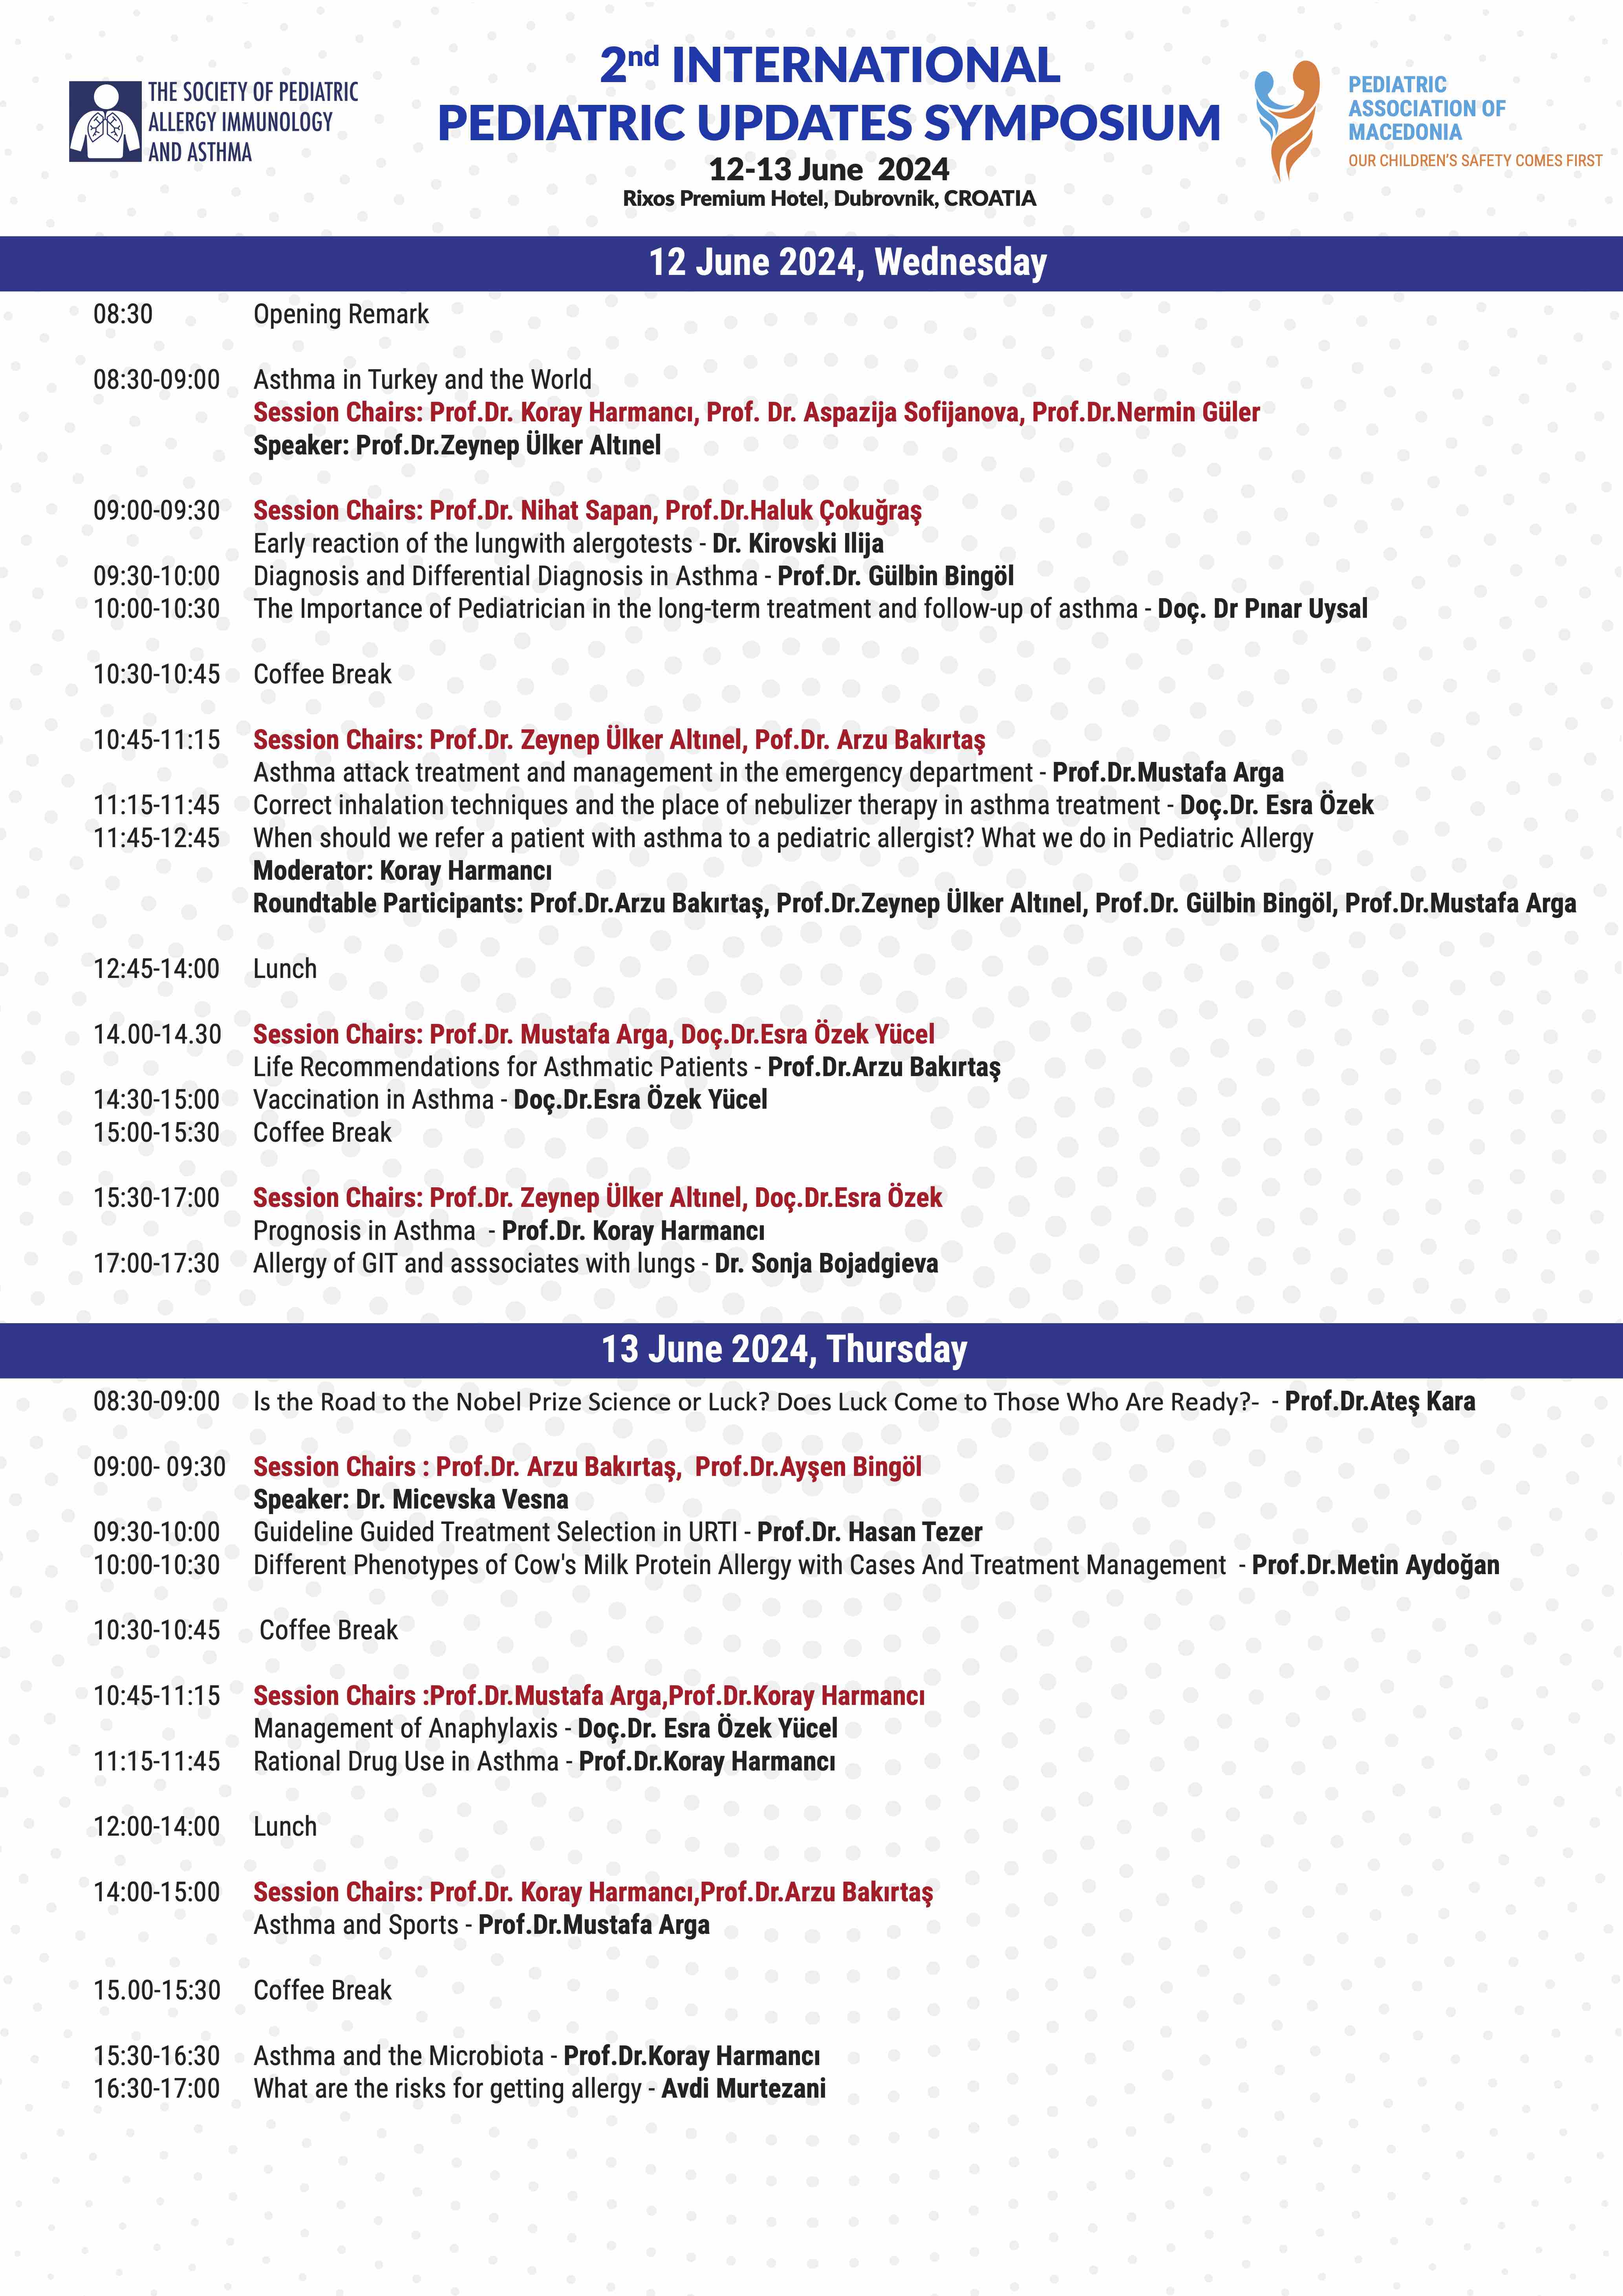 THE SOCIETY OF PEDIATRIC
ALLERGY IMMUNOLOGY
AND ASTHMA
2nd INTERNATIONAL
PEDIATRIC UPDATES SYMPOSIUM
12-13 June 2024
Rixos Premium Hotel, Dubrovnik, CROATIA
PEDIATRIC
ASSOCIATION OF
MACEDONIA
OUR CHILDREN'S SAFETY COMES FIRST
12 June 2024, Wednesday
08:30 Opening Remark
08:30-09:00 Asthma in Turkey and the World
Session Chairs: Prof.Dr. Koray Harmancı, Prof. Dr. Aspazija Sofijanova, Prof.Dr.Nermin Güler
Speaker: Prof.Dr.Zeynep Ülker Altınel
09:00-09:30 Session Chairs: Prof.Dr. Nihat Sapan, Prof.Dr.Haluk Çokuğraş
Early reaction of the lungwith alergotests - Dr. Kirovski Ilija
09:30-10:00 Diagnosis and Differential Diagnosis in Asthma - Prof.Dr. Gülbin Bingöl
10:00-10:30 The Importance of Pediatrician in the long-term treatment and follow-up of asthma - Doç. Dr Pınar Uysal
10:30-10:45 Coffee Break
10:45-11:15 Session Chairs: Prof.Dr. Zeynep Ülker Altınel, Pof.Dr. Arzu Bakırtaş
Asthma attack treatment and management in the emergency department - Prof.Dr.Mustafa Arga
11:15-11:45 Correct inhalation techniques and the place of nebulizer therapy in asthma treatment - Doç.Dr. Esra Özek
11:45-12:45 When should we refer a patient with asthma to a pediatric allergist? What we do in Pediatric Allergy
Moderator: Koray Harmancı
Roundtable Participants: Prof.Dr.Arzu Bakırtaş, Prof.Dr.Zeynep Ülker Altınel, Prof.Dr. Gülbin Bingöl, Prof.Dr.Mustafa Arga
12:45-14:00 Lunch
14.00-14.30 Session Chairs: Prof.Dr. Mustafa Arga, Doç.Dr.Esra Özek Yücel
Life Recommendations for Asthmatic Patients - Prof.Dr.Arzu Bakırtaş
14:30-15:00 Vaccination in Asthma - Doç.Dr.Esra Özek Yücel
15:00-15:30 Coffee Break
15:30-17:00 Session Chairs: Prof.Dr. Zeynep Ülker Altınel, Doç.Dr.Esra Özek
Prognosis in Asthma - Prof.Dr. Koray Harmancı
17:00-17:30 Allergy of GIT and asssociates with lungs - Dr. Sonja Bojadgieva
13 June 2024, Thursday
08:30-09:00 Is the Road to the Nobel Prize Science or Luck? Does Luck Come to Those Who Are Ready?- - Prof.Dr.Ateş Kara
09:00- 09:30 Session Chairs : Prof.Dr. Arzu Bakırtaş, Prof.Dr.Ayşen Bingöl
Speaker: Dr. Micevska Vesna
09:30-10:00 Guideline Guided Treatment Selection in URTI - Prof.Dr. Hasan Tezer
10:00-10:30 Different Phenotypes of Cow's Milk Protein Allergy with Cases And Treatment Management - Prof.Dr.Metin Aydoğan
10:30-10:45 Coffee Break
10:45-11:15 Session Chairs :Prof.Dr.Mustafa Arga,Prof.Dr.Koray Harmancı
Management of Anaphylaxis - Doç.Dr. Esra Özek Yücel
11:15-11:45 Rational Drug Use in Asthma - Prof.Dr.Koray Harmancı
12:00-14:00 Lunch
14:00-15:00 Session Chairs: Prof.Dr. Koray Harmancı,Prof.Dr.Arzu Bakırtaş
Asthma and Sports - Prof.Dr.Mustafa Arga
15.00-15:30 Coffee Break
15:30-16:30 Asthma and the Microbiota - Prof.Dr.Koray Harmancı
16:30-17:00 What are the risks for getting allergy - Avdi Murtezani